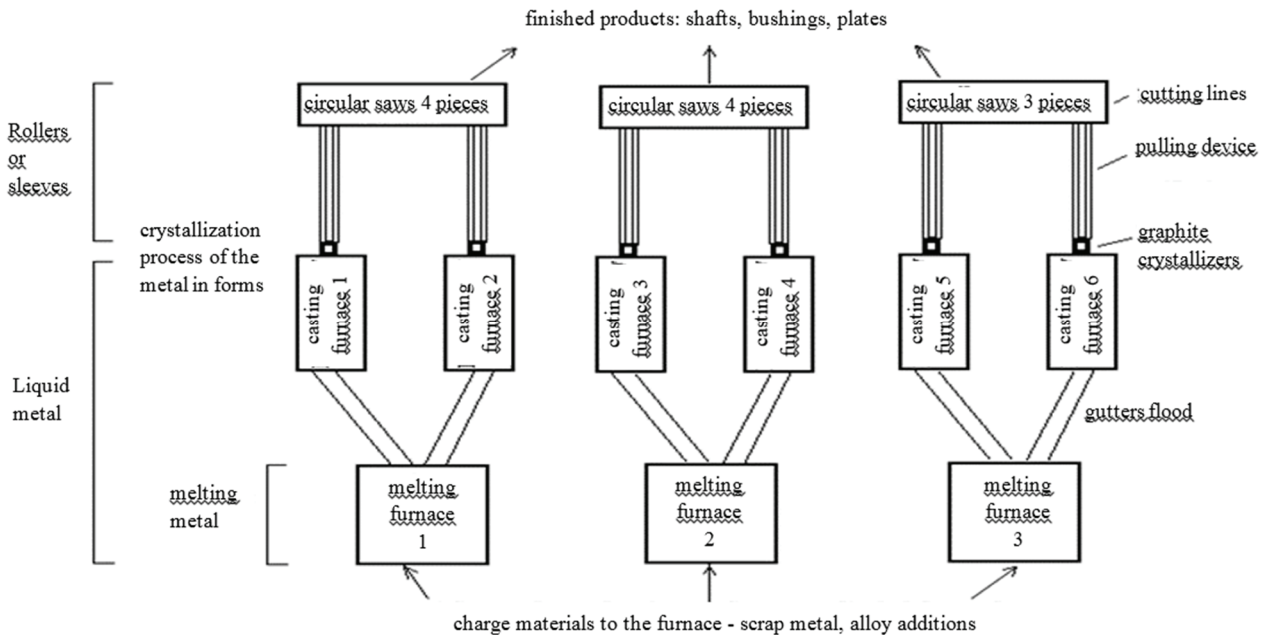 finished products: shafts, bushings, plates
circular saws 4 pieces
circular saws 4 pieces
circular saws 3 pieces
cutting lines
Rollers
or
sleeves
pulling device
crystallization
process of the
metal in forms
graphite
crystallizers
casting
furnace 1
casting
furnace 2
casting
furnace 3
casting
furnace 4
casting
furnace 5
casting
furnace 6
Liquid
metal
gutters flood
melting
metal
melting
furnace
1
melting
furnace
2
melting
furnace
3
charge materials to the furnace - scrap metal, alloy additions